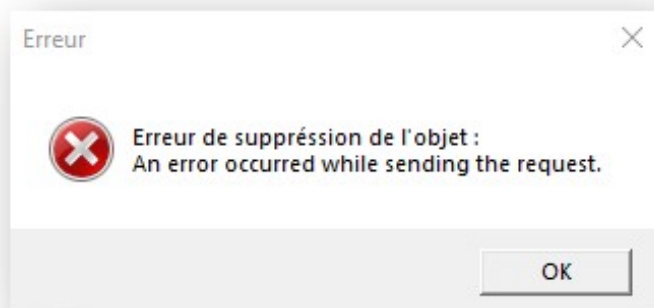 Erreur
Erreur de suppréssion de l'objet :
An error occurred while sending the request.
OK